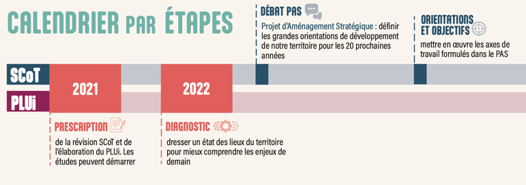 CALENDRIER PAR ÉTAPES
DÉBAT PAS
Projet d'Aménagement Stratégique : définir
les grandes orientations de développement
de notre territoire pour les 20 prochaines
années
ORIENTATIONS
ET OBJECTIFS
mettre en œuvre les axes de
travail formulés dans le PAS
SCoT
PLUi
2021
2022
PRESCRIPTION
de la révision SCoT et de
l'élaboration du PLUi. Les
études peuvent démarrer
DIAGNOSTIC
dresser un état des lieux du territoire
pour mieux comprendre les enjeux de
demain